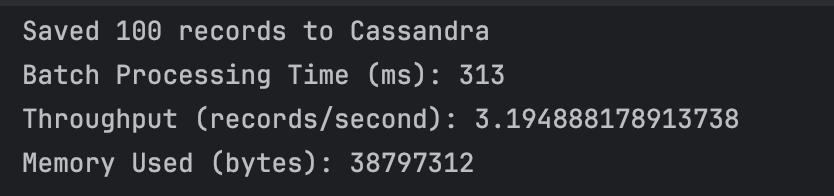 Saved 100 records to Cassandra
Batch Processing Time (ms): 313
Throughput (records/second): 3.194888178913738
Memory Used (bytes): 38797312